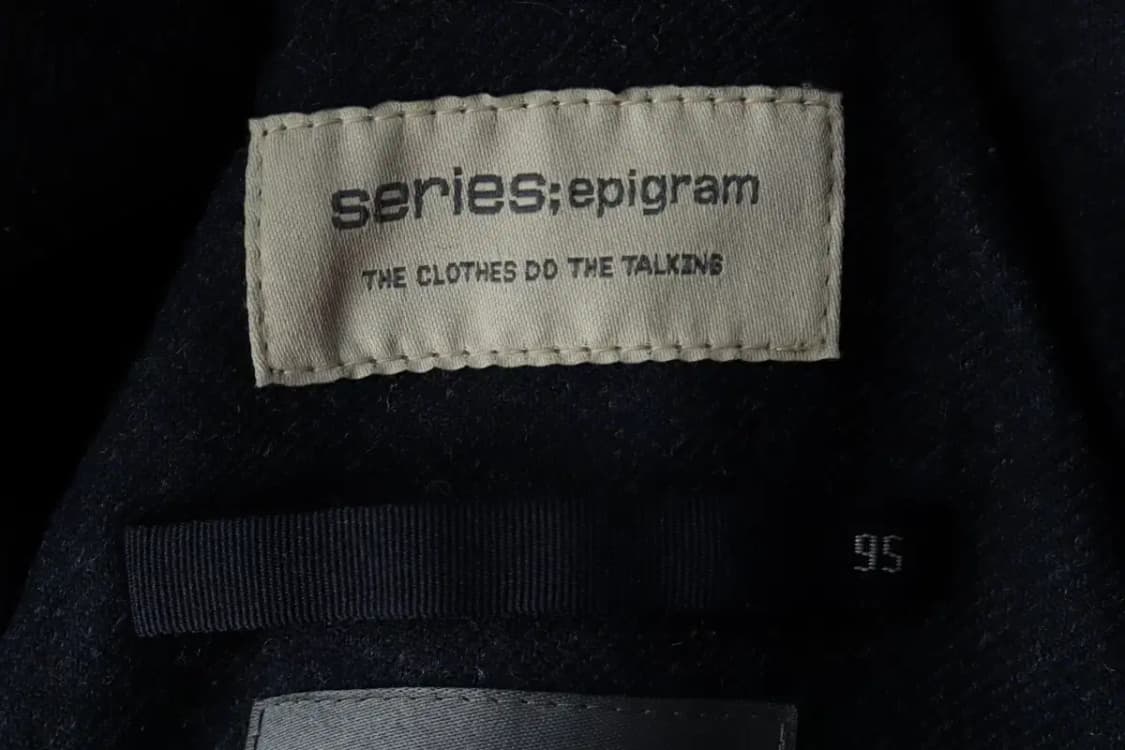 series;epigram
THE CLOTHES DO THE TALKING
95